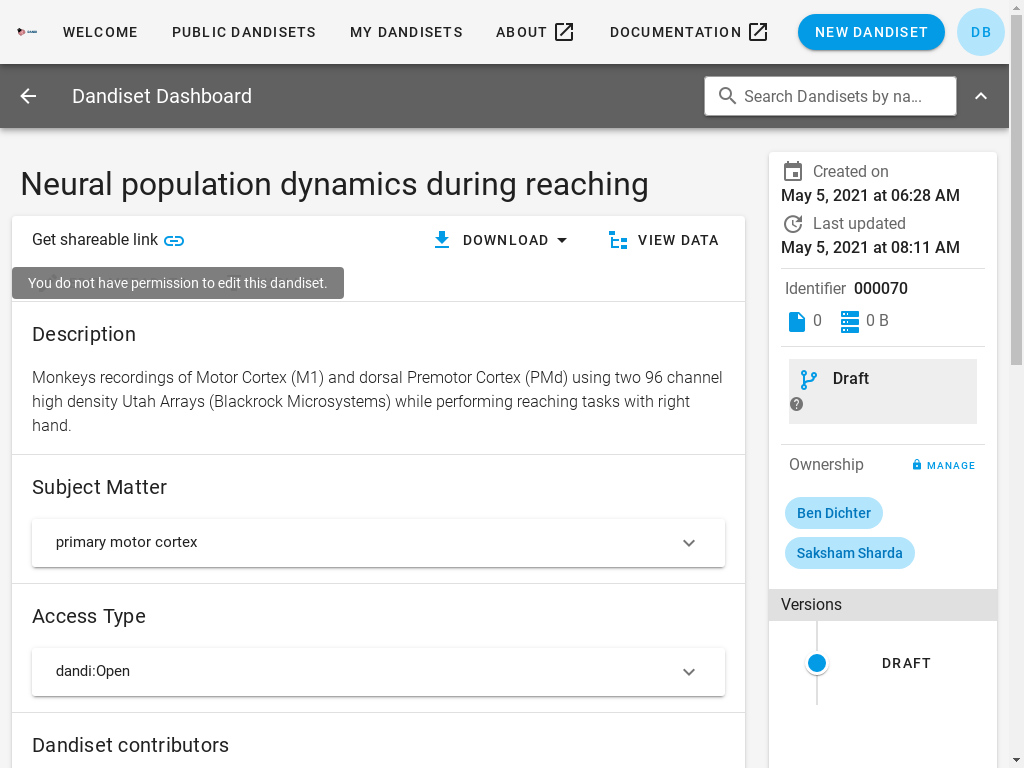 WELCOME
PUBLIC DANDISETS
MY DANDISETS
ABOUT
DOCUMENTATION
NEW DANDISET
DB
Dandiset Dashboard
Search Dandisets by na...
Neural population dynamics during reaching
Get shareable link
DOWNLOAD
VIEW DATA
You do not have permission to edit this dandiset.
Description
Monkeys recordings of Motor Cortex (M1) and dorsal Premotor Cortex (PMd) using two 96 channel
high density Utah Arrays (Blackrock Microsystems) while performing reaching tasks with right
hand.
Subject Matter
primary motor cortex
Access Type
dandi:Open
Dandiset contributors
Created on
May 5, 2021 at 06:28 AM
Last updated
May 5, 2021 at 08:11 AM
Identifier 000070
0
0 B
Draft
Ownership
MANAGE
Ben Dichter
Saksham Sharda
Versions
DRAFT